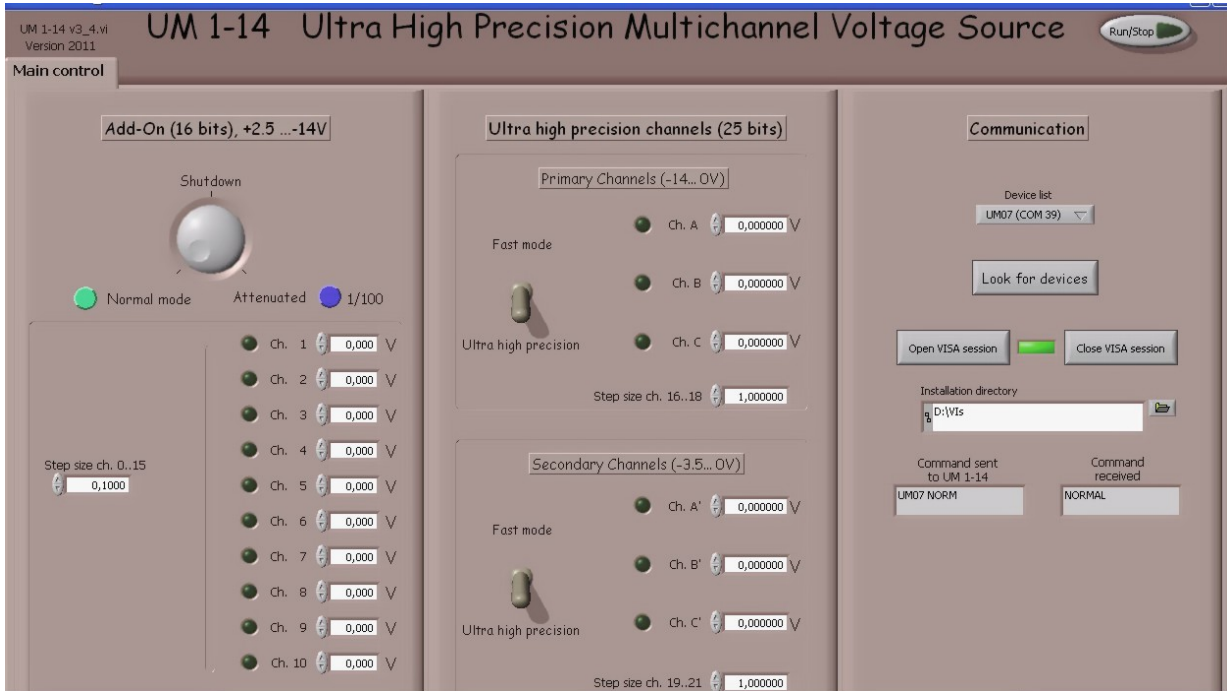 UM 1-14 v3_4.vi
Version 2011
UM 1-14 Ultra High Precision Multichannel Voltage Source
Run/Stop
Main control
Add-On (16 bits), +2.5 ...-14V
Shutdown
Normal mode
Attenuated
1/100
Step size ch. 0..15
0,1000
Ch. 1 0,000 V
Ch. 2 0,000 V
Ch. 3 0,000 V
Ch. 4 0,000 V
Ch. 5 0,000 V
Ch. 6 0,000 V
Ch. 7 0,000 V
Ch. 8 0,000 V
Ch. 9 0,000 V
Ch. 10 0,000 V
Ultra high precision channels (25 bits)
Primary Channels (-14... 0V)
Fast mode
Ultra high precision
Ch. A 0,000000 V
Ch. B 0,000000 V
Ch. C 0,000000 V
Step size ch. 16..18 1,000000
Secondary Channels (-3.5... 0V)
Fast mode
Ultra high precision
Ch. A' 0,000000 V
Ch. B' 0,000000 V
Ch. C' 0,000000 V
Step size ch. 19..21 1,000000
Communication
Device list
UM07 (COM 39)
Look for devices
Open VISA session
Close VISA session
Installation directory
D:\VIs
Command sent
to UM 1-14
UM07 NORM
Command
received
NORMAL